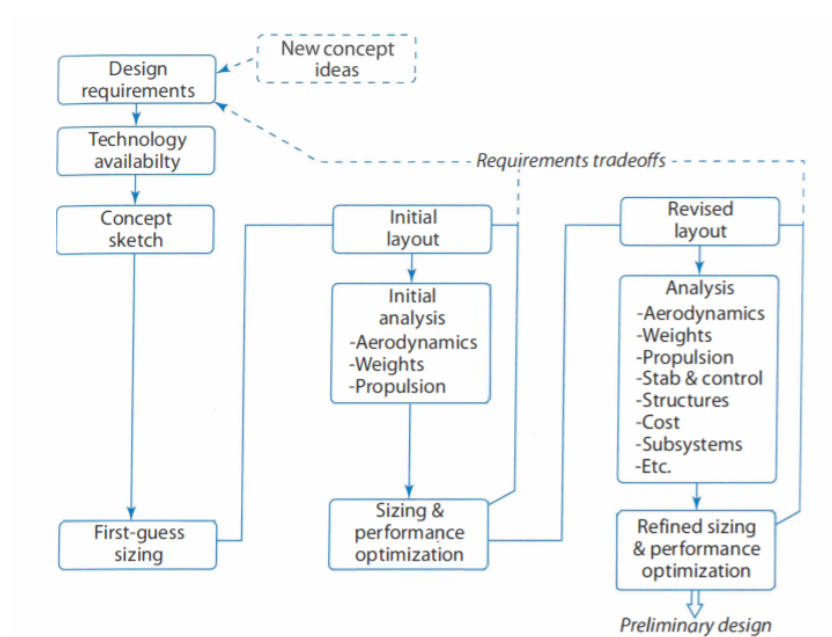 New concept
ideas
Design
requirements
Technology
availabilty
Requirements tradeoffs
Concept
sketch
First-guess
sizing
Initial
layout
Initial
analysis
-Aerodynamics
-Weights
-Propulsion
Sizing &
performance
optimization
Revised
layout
Analysis
-Aerodynamics
-Weights
-Propulsion
-Stab & control
-Structures
-Cost
-Subsystems
-Etc.
Refined sizing
& performance
optimization
Preliminary design